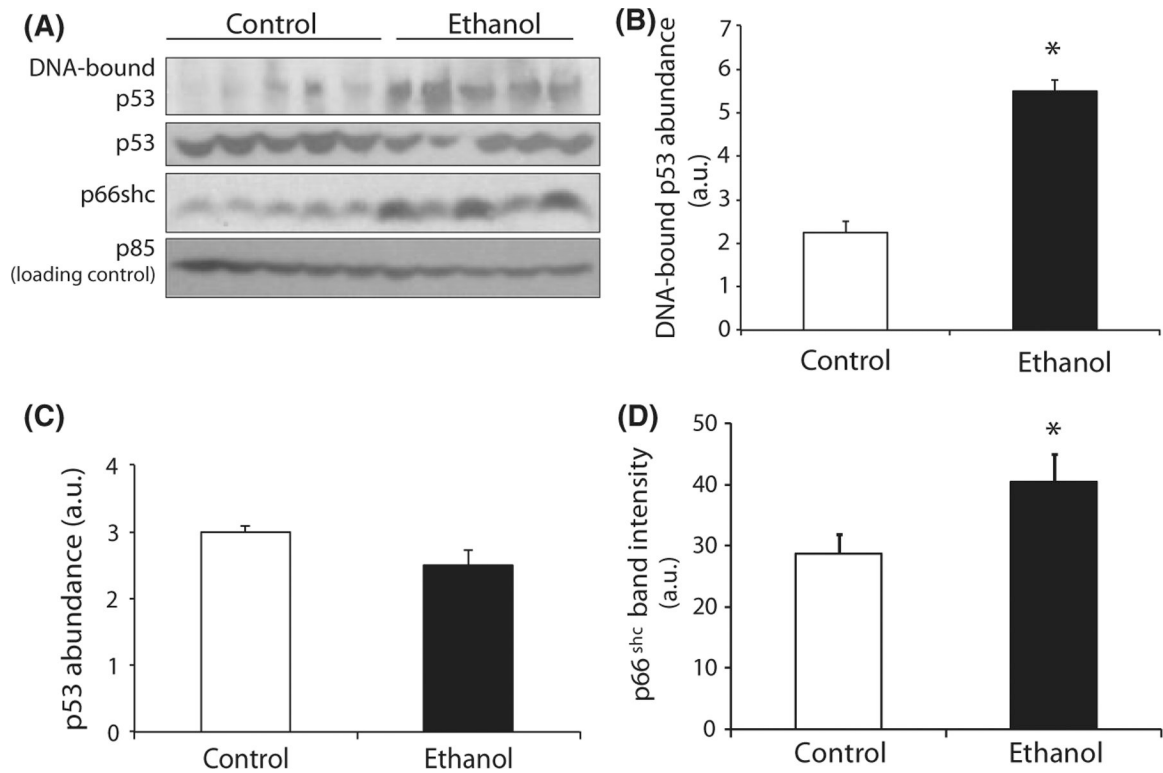 (A)
Control Ethanol
DNA-bound
p53
p53
p66shc
p85
(loading control)
(B)
DNA-bound p53 abundance
(a.u.)
7
6
5
4
3
2
1
0
*
Control Ethanol
(C)
p53 abundance (a.u.)
4
3
2
1
0
Control Ethanol
(D)
p66shc band intensity
(a.u.)
50
40
30
20
10
0
*
Control Ethanol